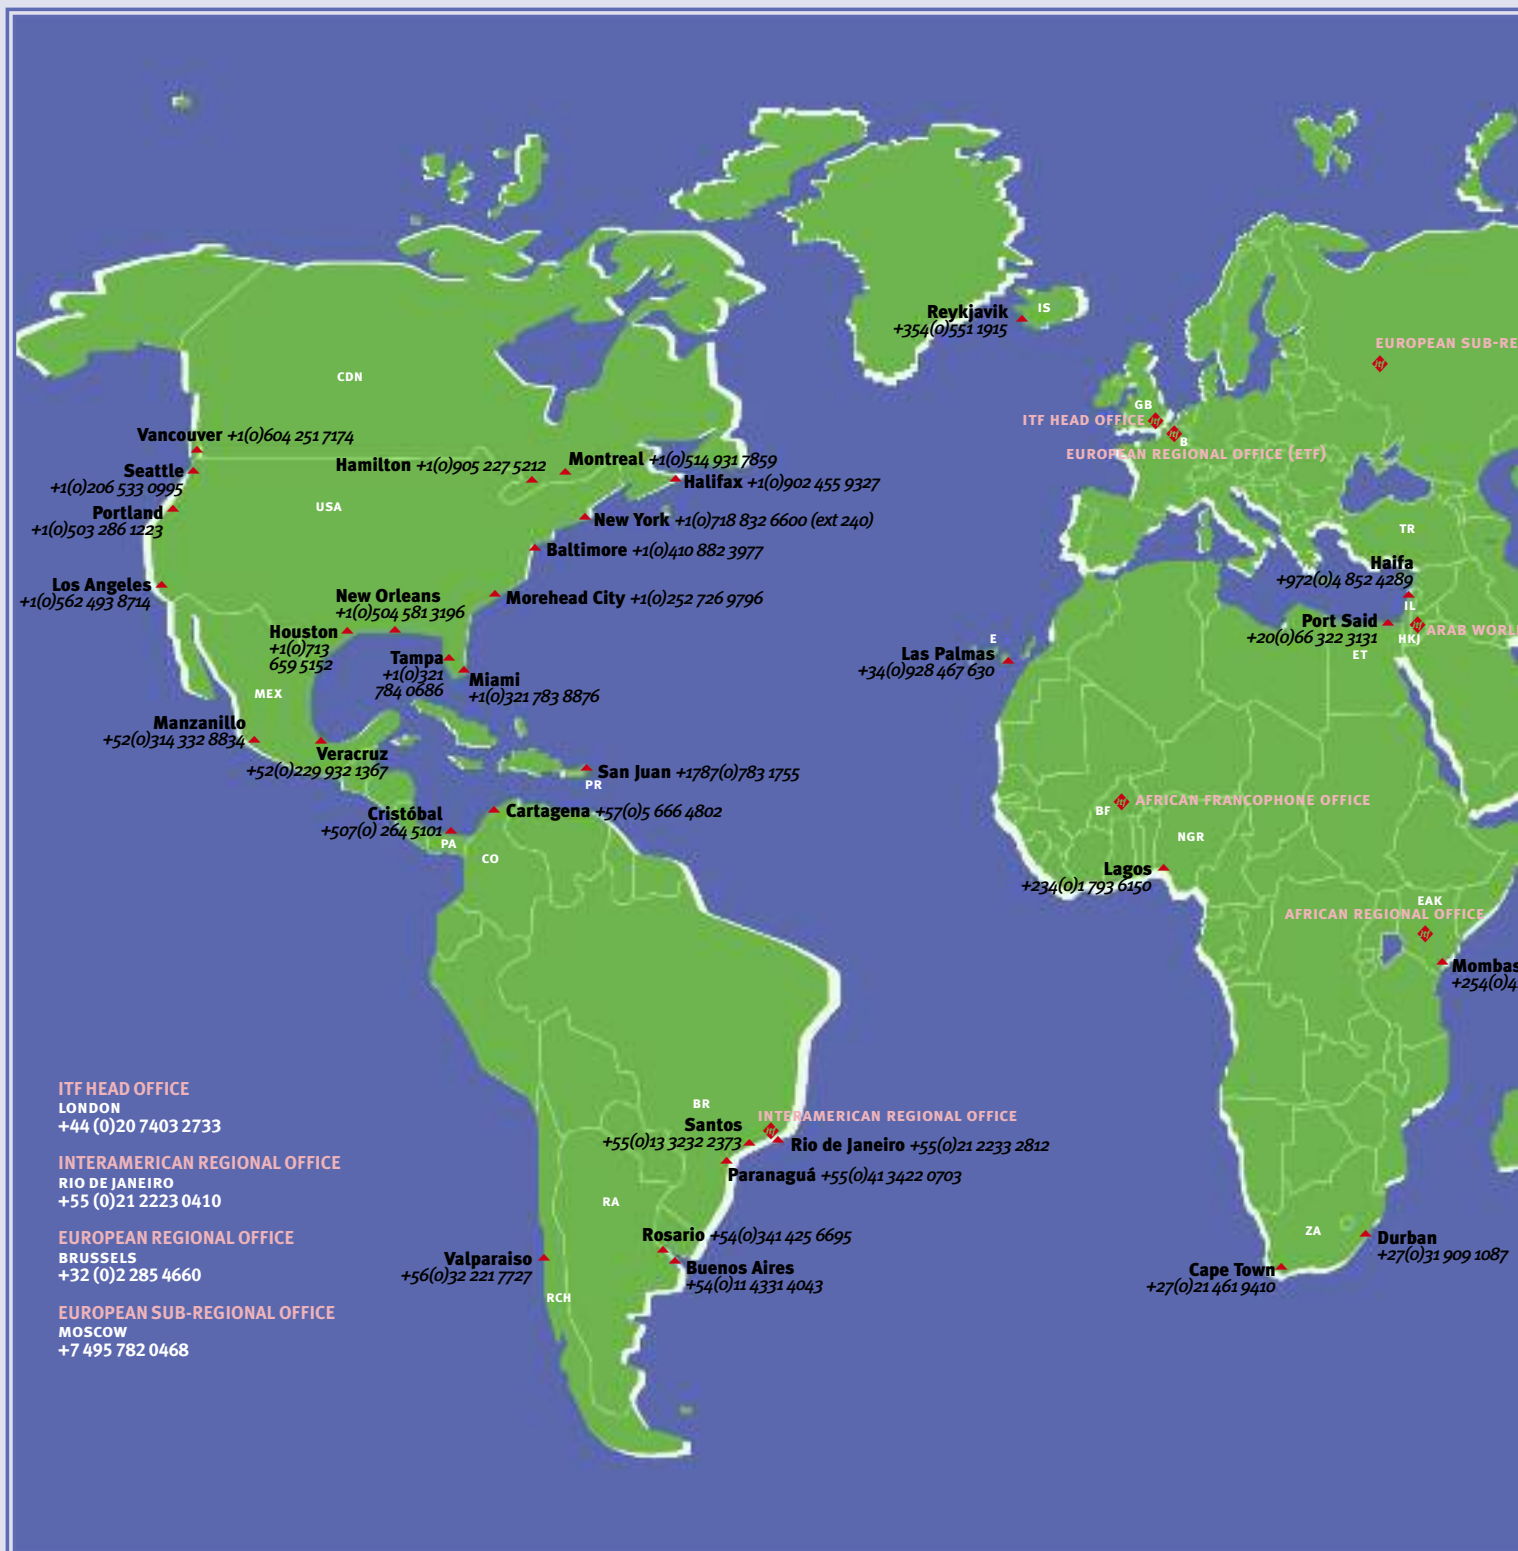 Reykjavik
+354(0)551 1915
IS
EUROPEAN SUB-RE
CDN
GB
ITF HEAD OFFICE
B
EUROPEAN REGIONAL OFFICE (ETF)
Vancouver +1(0)604 251 7174
Seattle
+1(0)206 533 0995
Portland
+1(0)503 286 1223
Hamilton +1(0)905 227 5212
Montreal +1(0)514 931 7859
Halifax +1(0)902 455 9327
USA
New York +1(0)718 832 6600 (ext 240)
Baltimore +1(0)410 882 3977
TR
Haifa
+972(0)4 852 4289
IL
Los Angeles
+1(0)562 493 8714
New Orleans
+1(0)504 581 3196
Morehead City +1(0)252 726 9796
Houston
+1(0)713
659 5152
Port Said
+20(0)66 322 3131
ARAB WORL
HKJ
ET
E
Las Palmas
+34(0)928 467 630
Tampa
+1(0)321
784 0686
Miami
+1(0)321 783 8876
MEX
Manzanillo
+52(0)314 332 8834
Veracruz
+52(0)229 932 1367
San Juan +1787(0)783 1755
PR
Cristóbal
+507(0) 264 5101
PA
Cartagena +57(0)5 666 4802
CO
AFRICAN FRANCOPHONE OFFICE
BF
NGR
Lagos
+234(0)1 793 6150
EAK
AFRICAN REGIONAL OFFICE
Mombas
+254(0)4
BR
INTERAMERICAN REGIONAL OFFICE
Santos
+55(0)13 3232 2373
Rio de Janeiro +55(0)21 2233 2812
Paranaguá +55(0)41 3422 0703
RA
Rosario +54(0)341 425 6695
Valparaiso
+56(0)32 221 7727
Buenos Aires
+54(0)11 4331 4043
RCH
ZA
Durban
+27(0)31 909 1087
Cape Town
+27(0)21 461 9410
ITF HEAD OFFICE
LONDON
+44 (0)20 7403 2733
INTERAMERICAN REGIONAL OFFICE
RIO DE JANEIRO
+55 (0)21 2223 0410
EUROPEAN REGIONAL OFFICE
BRUSSELS
+32 (0)2 285 4660
EUROPEAN SUB-REGIONAL OFFICE
MOSCOW
+7 495 782 0468